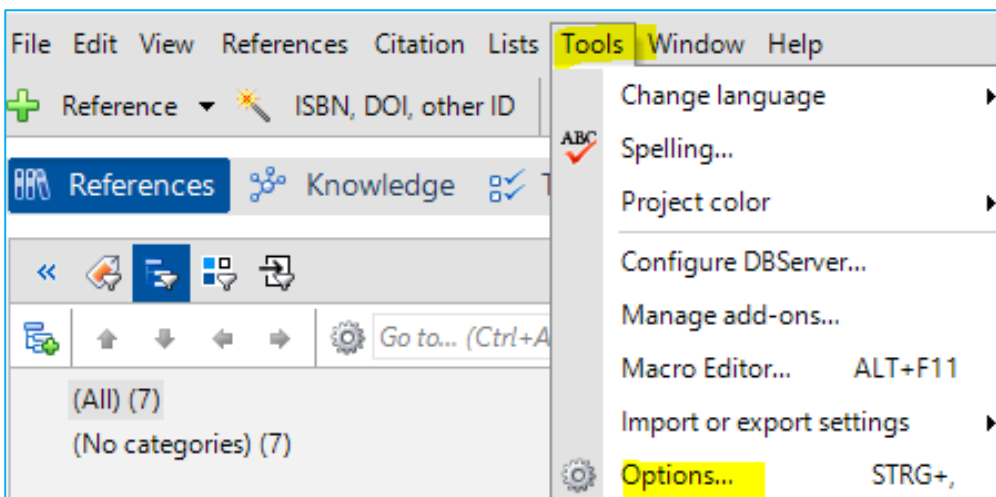 File Edit View References Citation Lists Tools Window Help
Reference ISBN, DOI, other ID
Change language
ABC Spelling...
References Knowledge
Project color
Configure DBServer...
Go to... (Ctrl+A
Manage add-ons...
Macro Editor... ALT+F11
(All) (7)
Import or export settings
(No categories) (7)
Options... STRG+,